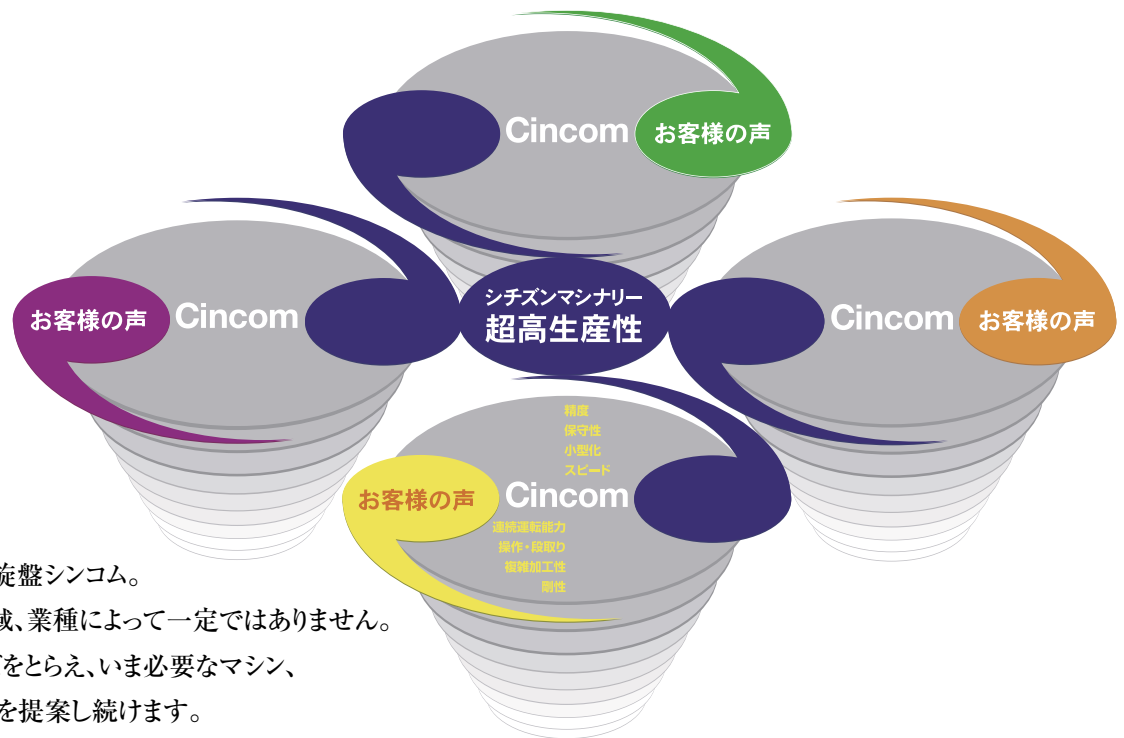 Cincom
お客様の声
お客様の声
Cincom
シチズンマシナリー
超高生産性
Cincom
お客様の声
精度
保守性
小型化
スピード
お客様の声
Cincom
連続運転能力
操作・段取り
複雑加工性
剛性
旋盤シンコム。
域、業種によって一定ではありません。
をとらえ、いま必要なマシン、
を提案し続けます。